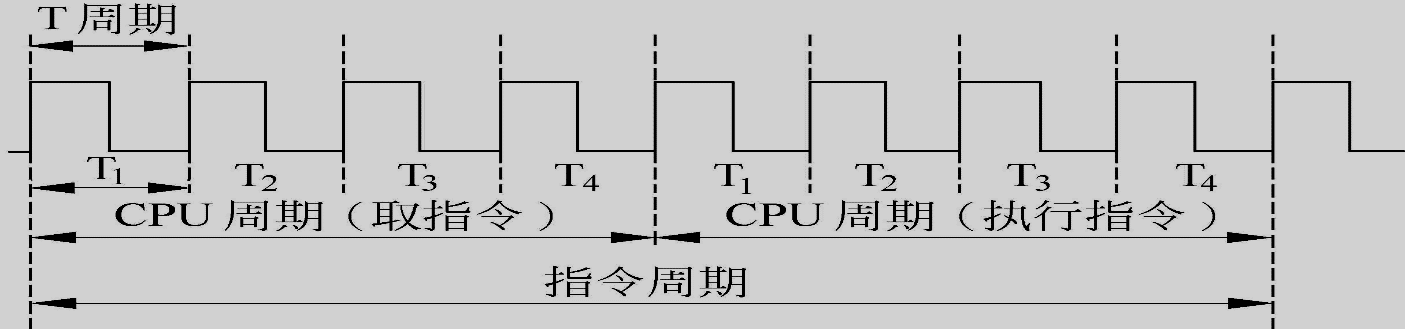 T 周期
T₁ T₂ T₃ T₄ T₁ T₂ T₃ T₄
CPU 周期（取指令） CPU 周期（执行指令）
指令周期